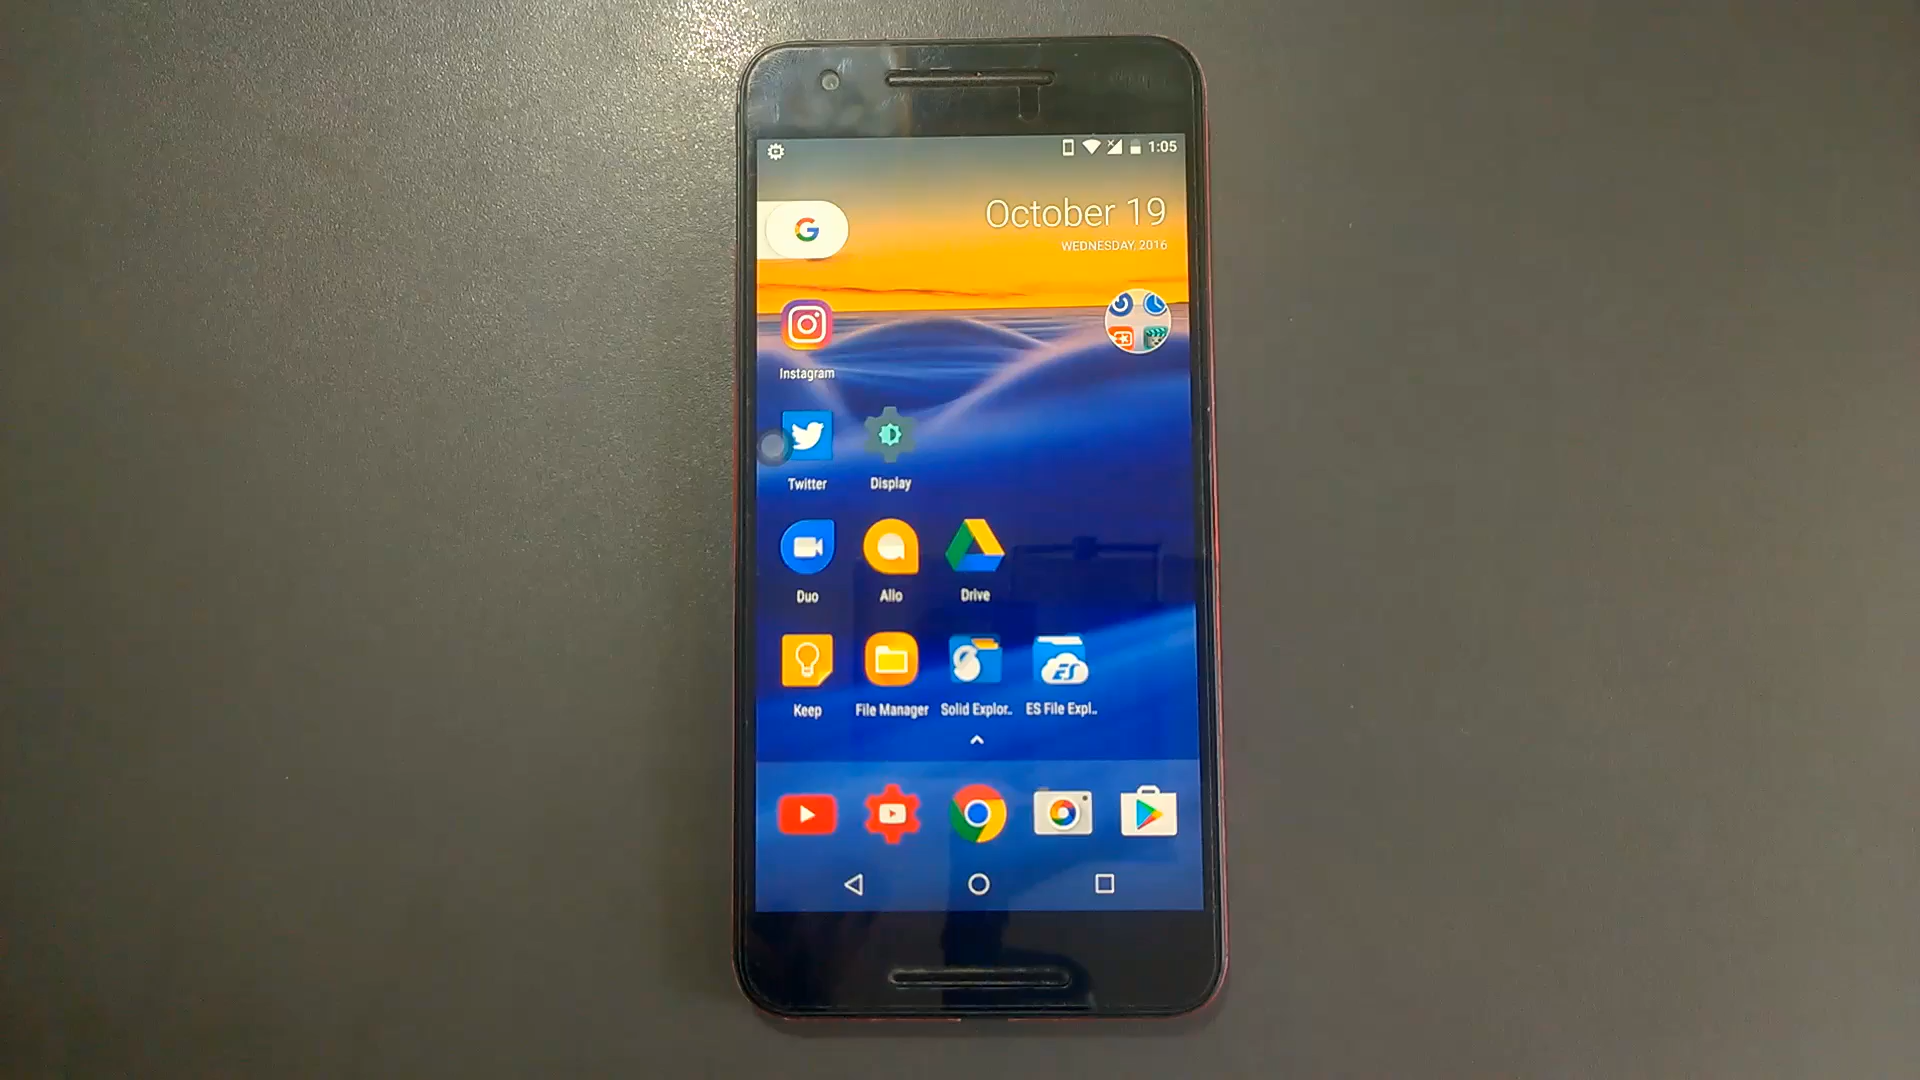 1:05
October 19
WEDNESDAY, 2016
Instagram
Twitter Display
Duo Allo Drive
Keep File Manager Solid Explor.. ES File Expl..